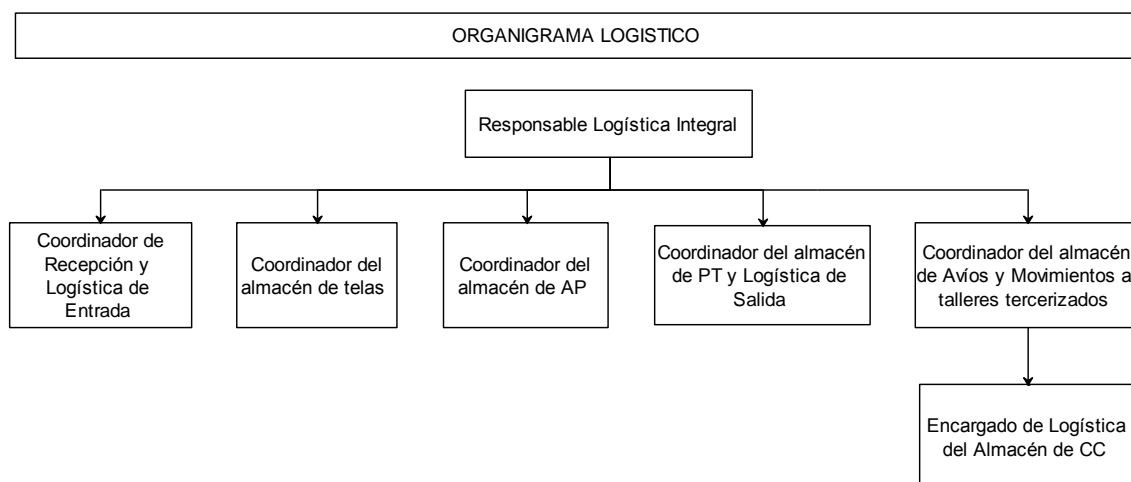 ORGANIGRAMA LOGISTICO
Responsable Logística Integral
Coordinador de
Recepción y
Logística de
Entrada
Coordinador del
almacén de telas
Coordinador del
almacén de AP
Coordinador del almacén
de PT y Logística de
Salida
Coordinador del almacén
de Avíos y Movimientos a
talleres tercerizados
Encargado de Logística
del Almacén de CC